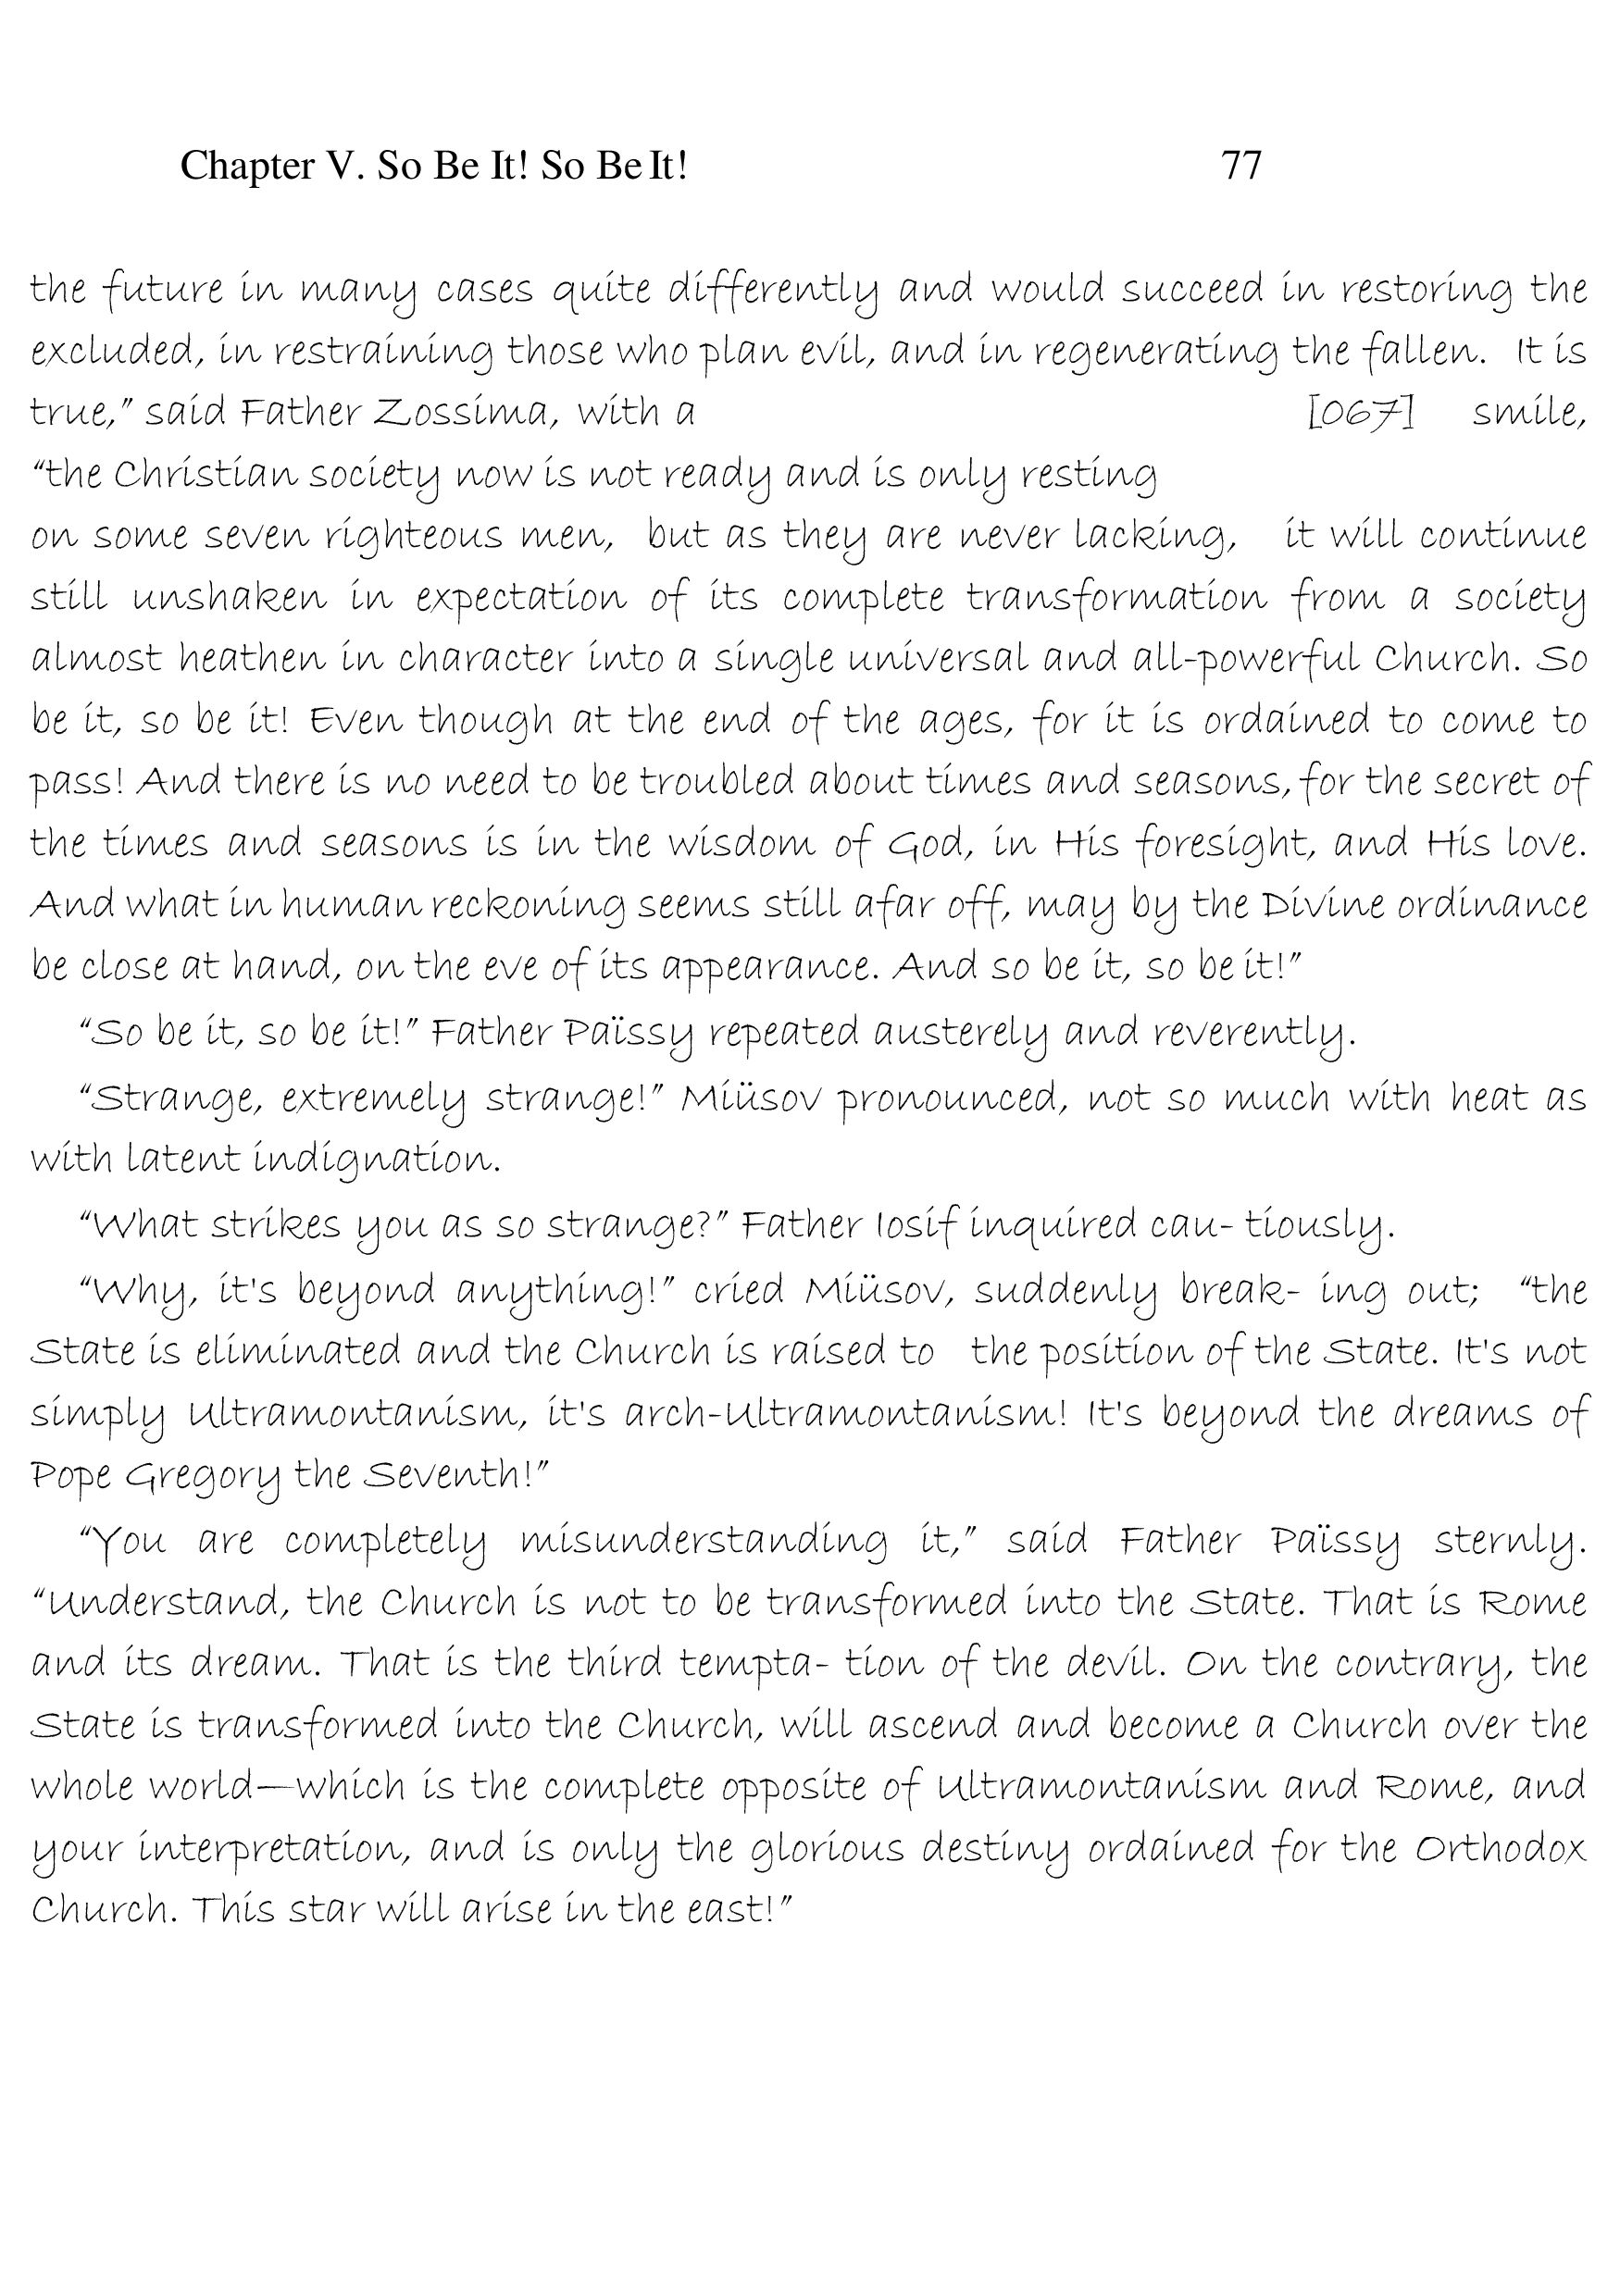 Chapter V. So Be It! So Be It! 77
the future in many cases quite differently and would succeed in restoring the
excluded, in restraining those who plan evil, and in regenerating the fallen. It is
true,” said Father Zossima, with a [067] smile,
“the Christian society now is not ready and is only resting
on some seven righteous men, but as they are never lacking, it will continue
still unshaken in expectation of its complete transformation from a society
almost heathen in character into a single universal and all-powerful Church. So
be it, so be it! Even though at the end of the ages, for it is ordained to come to
pass! And there is no need to be troubled about times and seasons, for the secret of
the times and seasons is in the wisdom of God, in His foresight, and His love.
And what in human reckoning seems still afar off, may by the Divine ordinance
be close at hand, on the eve of its appearance. And so be it, so be it!”
“So be it, so be it!” Father Païssy repeated austerely and reverently.
“Strange, extremely strange!” Miüsov pronounced, not so much with heat as
with latent indignation.
“What strikes you as so strange?” Father Iosif inquired cau- tiously.
“Why, it's beyond anything!” cried Miüsov, suddenly break- ing out; “the
State is eliminated and the Church is raised to the position of the State. It's not
simply Ultramontanism, it's arch-Ultramontanism! It's beyond the dreams of
Pope Gregory the Seventh!”
“You are completely misunderstanding it,” said Father Païssy sternly.
“Understand, the Church is not to be transformed into the State. That is Rome
and its dream. That is the third tempta- tion of the devil. On the contrary, the
State is transformed into the Church, will ascend and become a Church over the
whole world—which is the complete opposite of Ultramontanism and Rome, and
your interpretation, and is only the glorious destiny ordained for the Orthodox
Church. This star will arise in the east!”